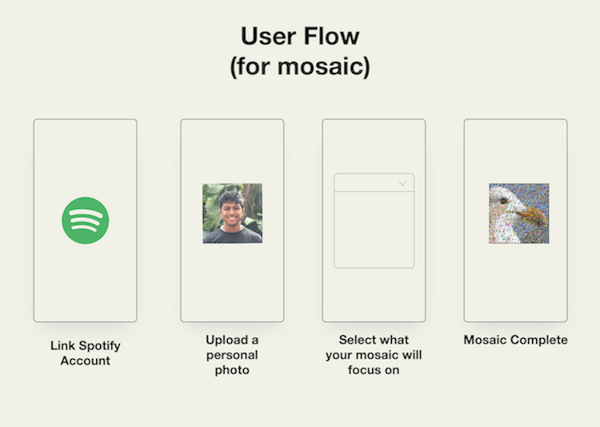 User Flow
(for mosaic)
Link Spotify
Account
Upload a
personal
photo
Select what
your mosaic will
focus on
Mosaic Complete